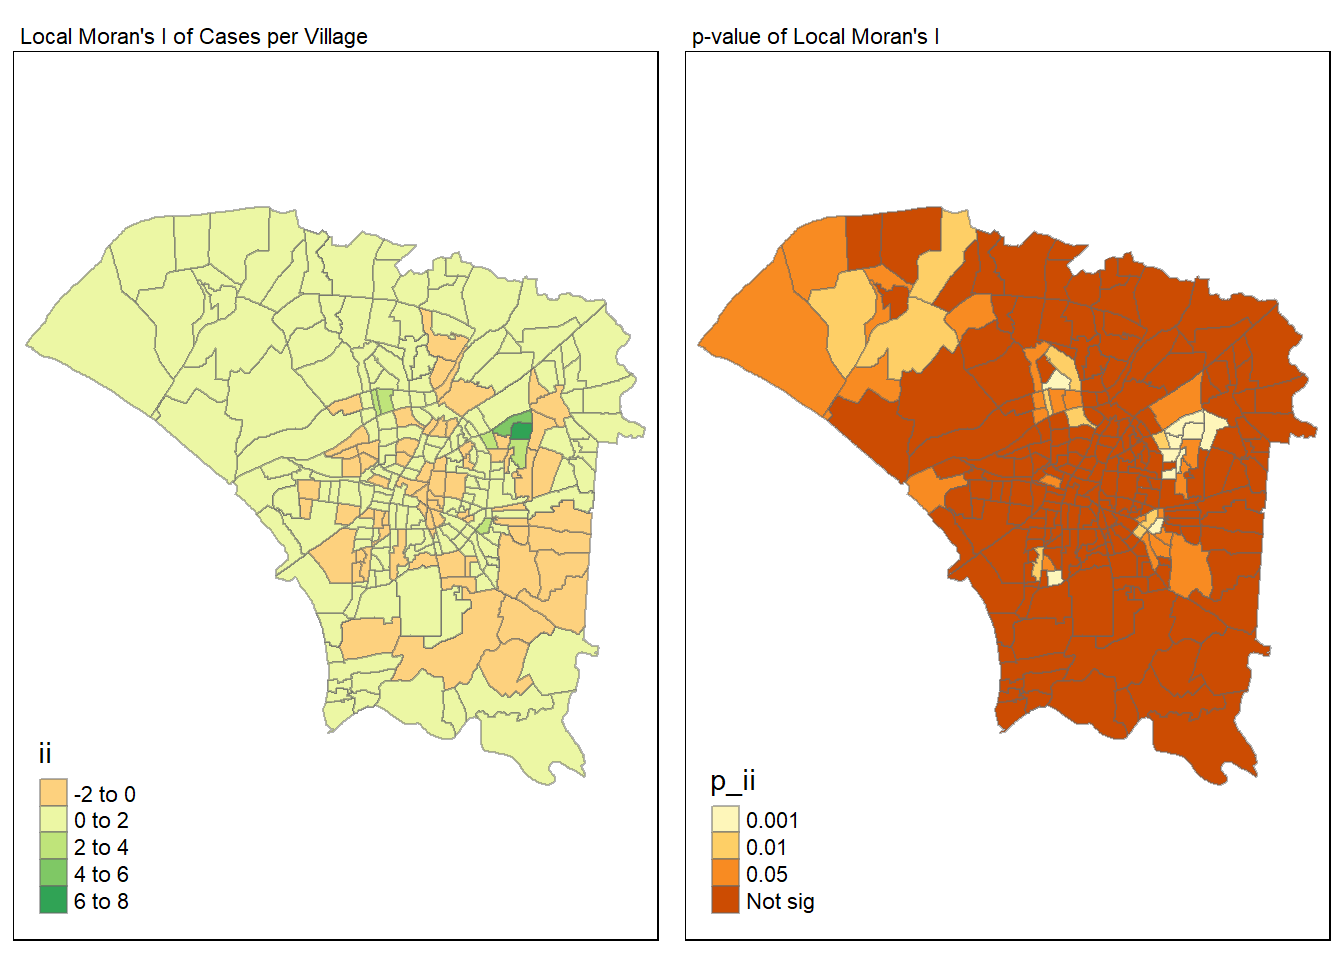 Local Moran's I of Cases per Village
ii
-2 to 0
0 to 2
2 to 4
4 to 6
6 to 8
p-value of Local Moran's I
p_ii
0.001
0.01
0.05
Not sig